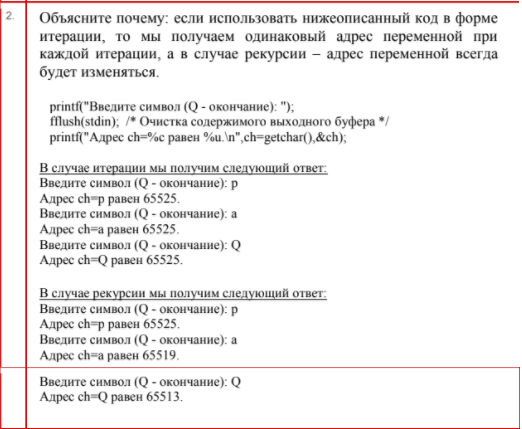 2.
Объясните почему: если использовать нижеописанный код в форме
итерации, то мы получаем одинаковый адрес переменной при
каждой итерации, а в случае рекурсии – адрес переменной всегда
будет изменяться.
printf("Введите символ (Q - окончание): ");
fflush(stdin); /* Очистка содержимого выходного буфера */
printf("Адрес ch=%c равен %u.\n",ch=getchar(),&ch);
В случае итерации мы получим следующий ответ:
Введите символ (Q - окончание): p
Адрес ch=p равен 65525.
Введите символ (Q - окончание): a
Адрес ch=a равен 65525.
Введите символ (Q - окончание): Q
Адрес ch=Q равен 65525.
В случае рекурсии мы получим следующий ответ:
Введите символ (Q - окончание): p
Адрес ch=p равен 65525.
Введите символ (Q - окончание): a
Адрес ch=a равен 65519.
Введите символ (Q - окончание): Q
Адрес ch=Q равен 65513.